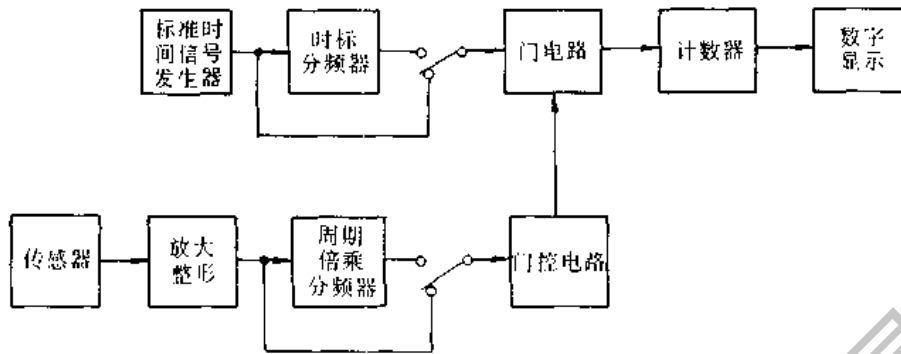 标准时
间信号
发生器
时标
分频器
门电路
计数器
数字
显示
传感器
放大
整形
周期
倍乘
分频器
门控电路